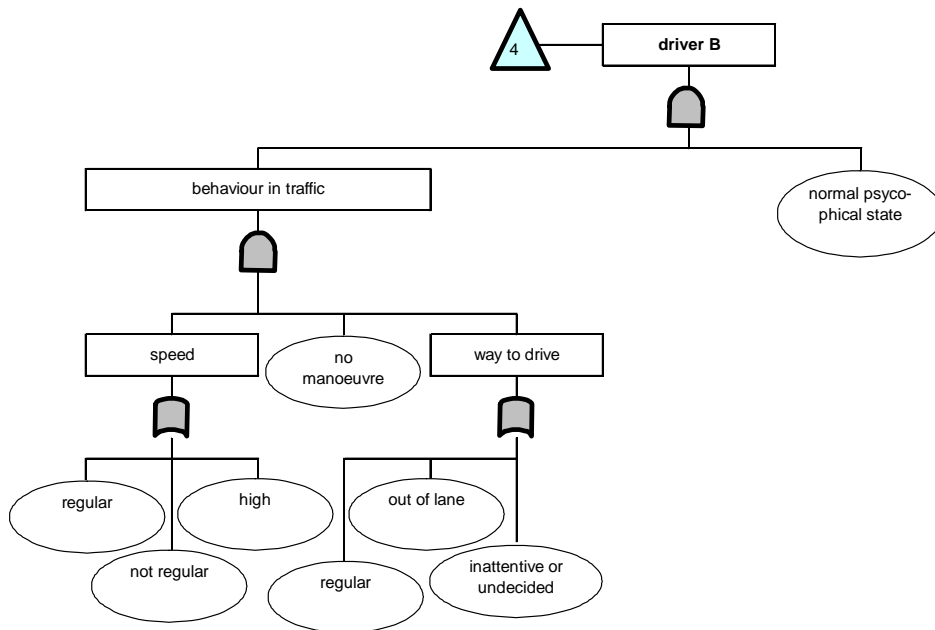 4
driver B
behaviour in traffic
normal psyco-
phical state
speed
no
manoeuvre
way to drive
regular
high
out of lane
not regular
regular
inattentive or
undecided